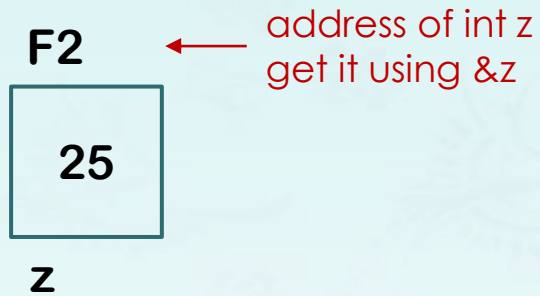 F2
address of int z
get it using &z
25
z